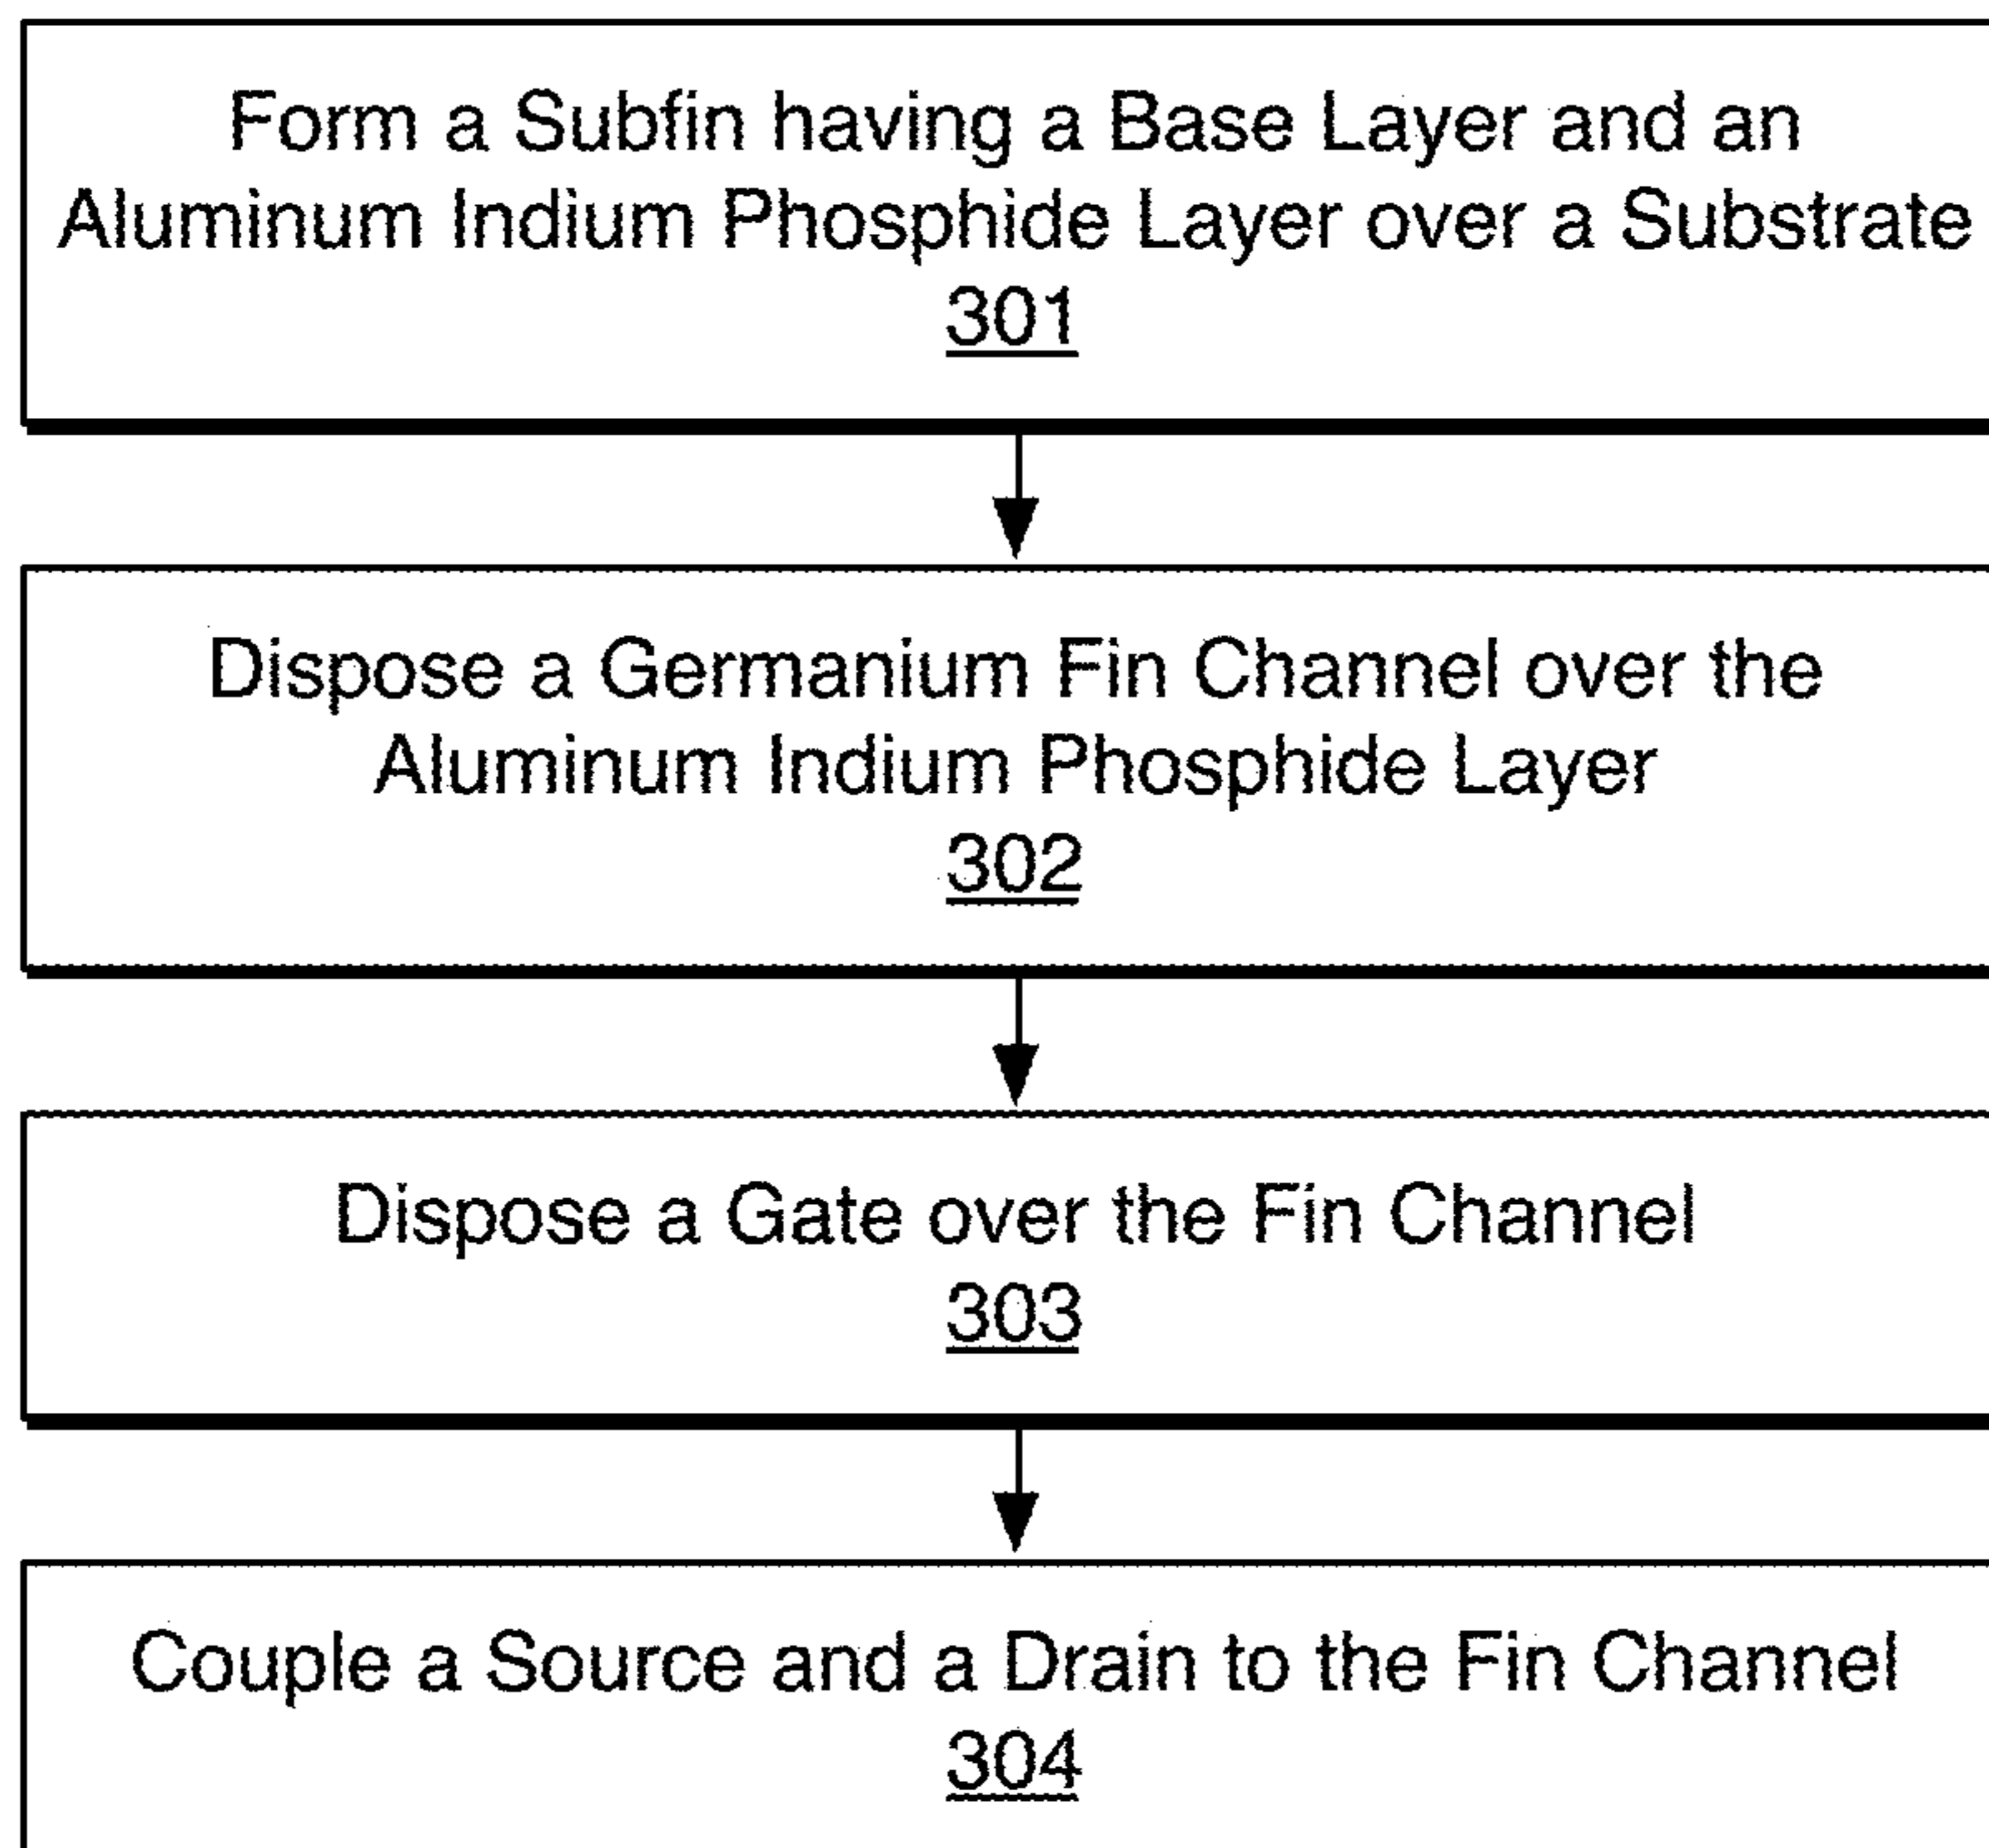 Form a Subfin having a Base Layer and an
Aluminum Indium Phosphide Layer over a Substrate
301
Dispose a Germanium Fin Channel over the
Aluminum Indium Phosphide Layer
302
Dispose a Gate over the Fin Channel
303
Couple a Source and a Drain to the Fin Channel
304